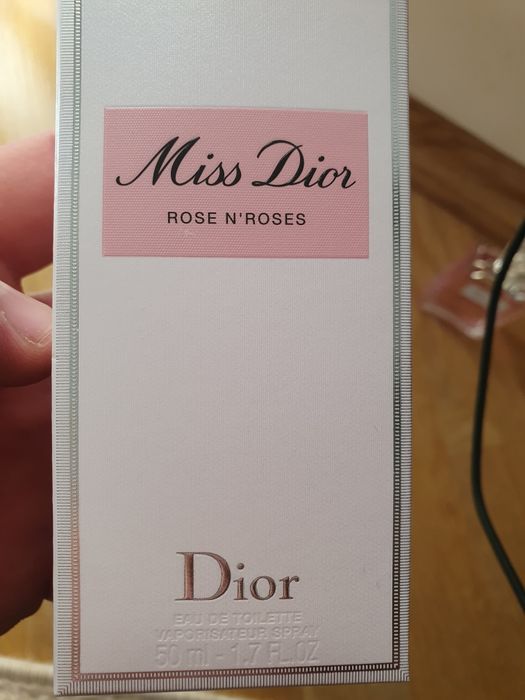 Miss Dior
ROSE N'ROSES
Dior
EAU DE TOILETTE
VAPORISATEUR SPRAY
50 ml - 1.7 FL.OZ